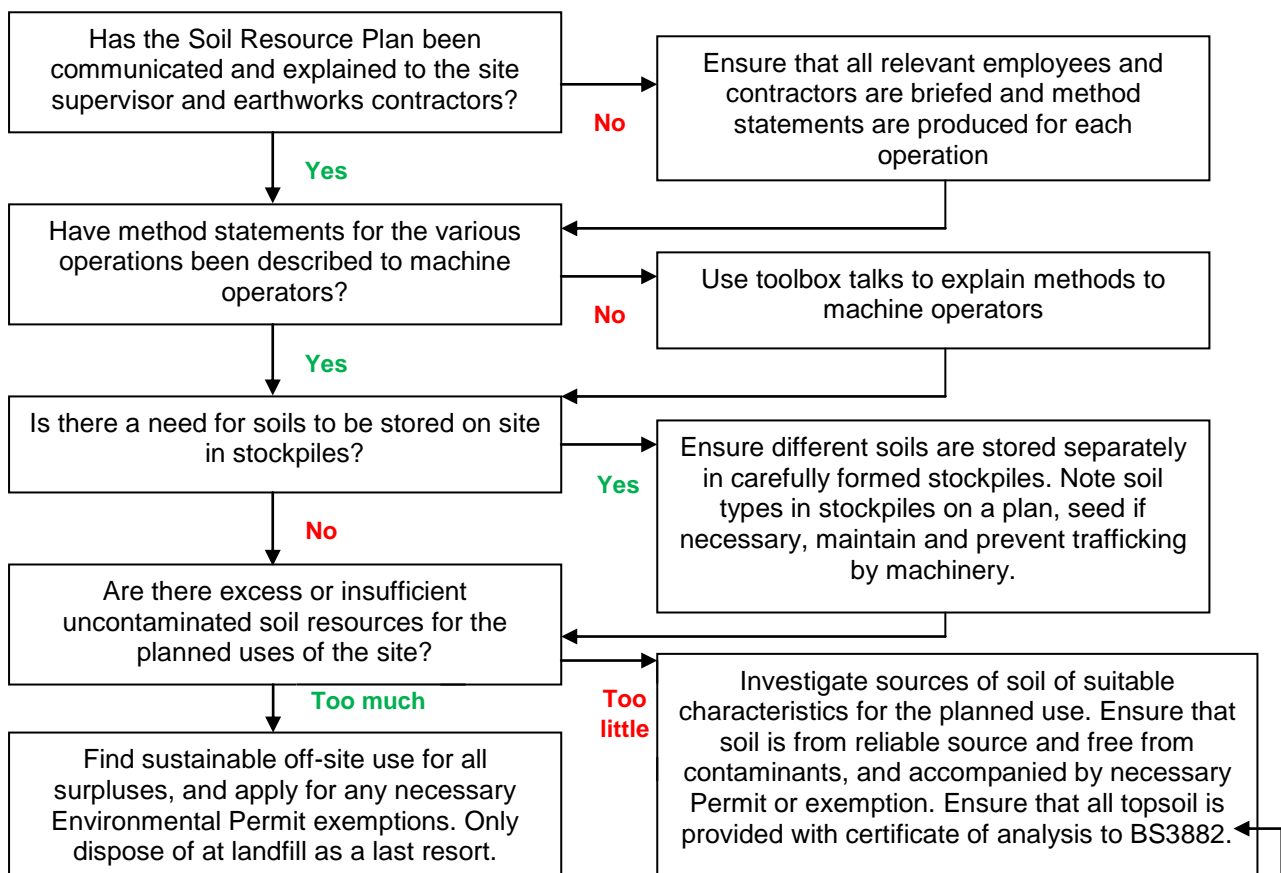 Has the Soil Resource Plan been
communicated and explained to the site
supervisor and earthworks contractors?
No
Ensure that all relevant employees and
contractors are briefed and method
statements are produced for each
operation
Yes
Have method statements for the various
operations been described to machine
operators?
No
Use toolbox talks to explain methods to
machine operators
Yes
Is there a need for soils to be stored on site
in stockpiles?
Yes
Ensure different soils are stored separately
in carefully formed stockpiles. Note soil
types in stockpiles on a plan, seed if
necessary, maintain and prevent trafficking
by machinery.
No
Are there excess or insufficient
uncontaminated soil resources for the
planned uses of the site?
Too much
Too
little
Investigate sources of soil of suitable
characteristics for the planned use. Ensure that
soil is from reliable source and free from
contaminants, and accompanied by necessary
Permit or exemption. Ensure that all topsoil is
provided with certificate of analysis to BS3882.
Find sustainable off-site use for all
surpluses, and apply for any necessary
Environmental Permit exemptions. Only
dispose of at landfill as a last resort.